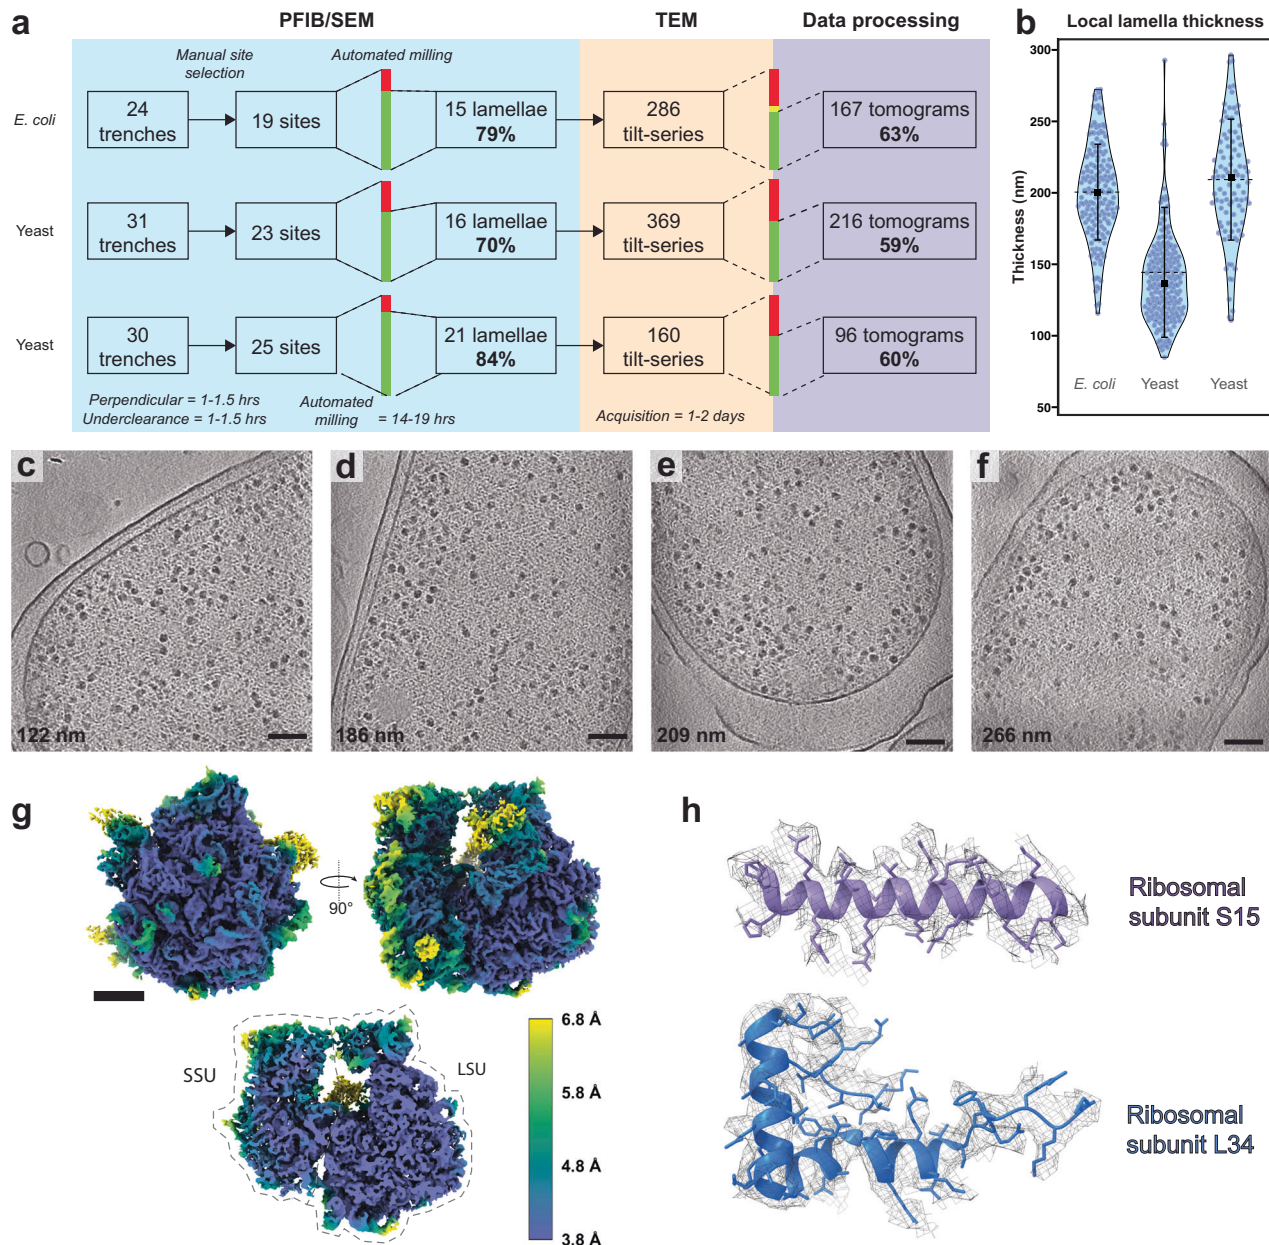 a
PFIB/SEM
TEM
Data processing
Manual site
selection
Automated milling
E. coli
24
trenches
19 sites
15 lamellae
79%
286
tilt-series
167 tomograms
63%
Yeast
31
trenches
23 sites
16 lamellae
70%
369
tilt-series
216 tomograms
59%
Yeast
30
trenches
25 sites
21 lamellae
84%
160
tilt-series
96 tomograms
60%
Perpendicular = 1-1.5 hrs
Underclearance = 1-1.5 hrs
Automated
milling = 14-19 hrs
Acquisition = 1-2 days
b
Local lamella thickness
Thickness (nm)
300
250
200
150
100
50
E. coli
Yeast
Yeast
c
122 nm
d
186 nm
e
209 nm
f
266 nm
g
90°
SSU
LSU
6.8 Å
5.8 Å
4.8 Å
3.8 Å
h
Ribosomal
subunit S15
Ribosomal
subunit L34